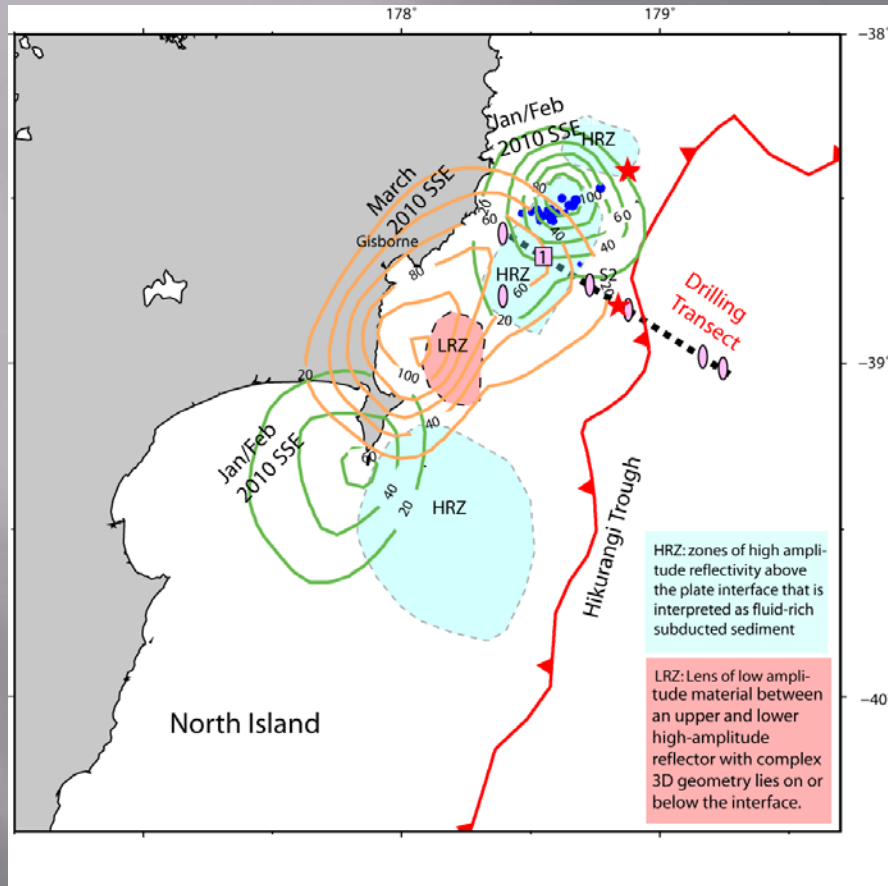 178°
179°
−38°
Jan/Feb
2010 SSE
HRZ
March
2010 SSE
80
100
20
60
60
Gisborne
40
40
1
80
HRZ
60
S2
20
20
Drilling
Transect
LRZ
−39°
100
20
40
Jan/Feb
2010 SSE
60
40
20
HRZ
Hikurangi Trough
HRZ: zones of high ampli-
tude reflectivity above
the plate interface that is
interpreted as fluid-rich
subducted sediment
LRZ: Lens of low ampli-
tude material between
an upper and lower
high-amplitude
reflector with complex
3D geometry lies on or
below the interface.
−40
North Island